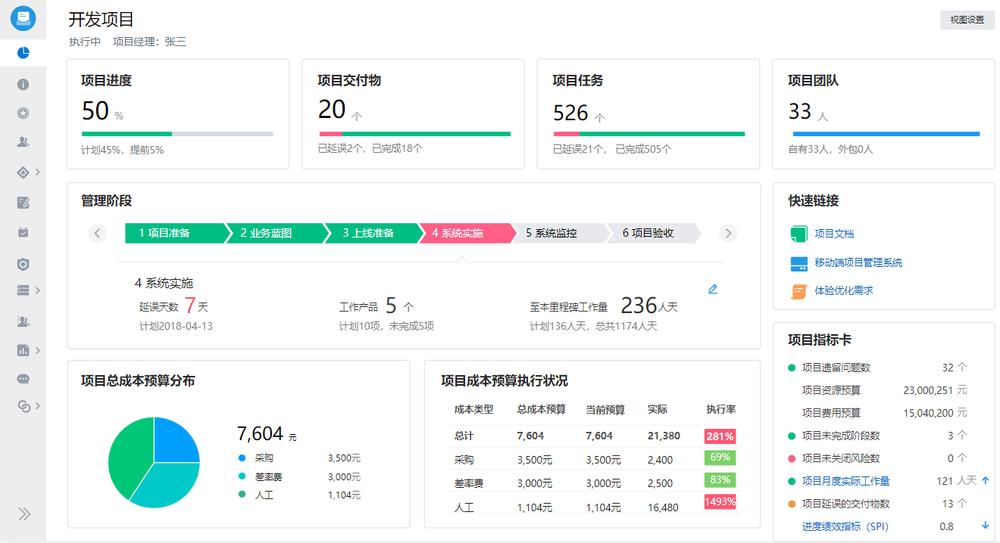 开发项目
视图设置
执行中 项目经理：张三
项目进度
50 %
计划45%，提前5%
项目交付物
20 个
已延误2个，已完成18个
项目任务
526 个
已延误21个， 已完成505个
项目团队
33 人
自有33人，外包0人
管理阶段
1 项目准备 2 业务蓝图 3 上线准备 4 系统实施 5 系统监控 6 项目验收
4 系统实施
延误天数 7 天 工作产品 5 个 至本里程碑工作量 236 人天
计划2018-04-13 计划10项，未完成5项 计划136人天，总共1174人天
快速链接
项目文档
移动端项目管理系统
体验优化需求
项目总成本预算分布
7,604 元
采购 3,500元
差率费 3,000元
人工 1,104元
项目成本预算执行状况
成本类型 总成本预算 当前预算 实际 执行率
总计 7,604 7,604 21,380 281%
采购 3,500元 3,500元 2,400 69%
差率费 3,000元 3,000元 2,500 83%
人工 1,104元 1,104元 16,480 1493%
项目指标卡
项目遗留问题数 32 个
项目资源预算 23,000,251 元
项目费用预算 15,040,200 元
项目未完成阶段数 3 个
项目未关闭风险数 0 个
项目月度实际工作量 121 人天
项目延误的交付物数 13 个
进度绩效指标（SPI） 0.8